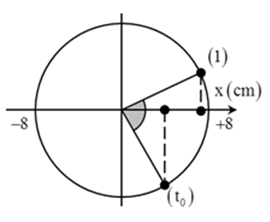 (1)
x (cm)
−8
+8
(t₀)